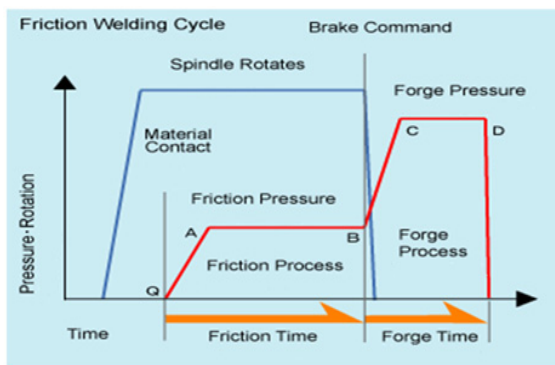 Friction Welding Cycle
Brake Command
Spindle Rotates
Forge Pressure
Material
Contact
C
D
Pressure·Rotation
Friction Pressure
A
B
Friction Process
Forge
Process
Q
Time
Friction Time
Forge Time